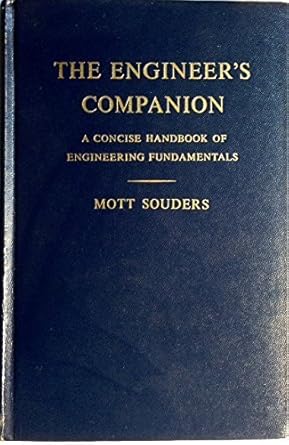 THE ENGINEER'S
COMPANION
A CONCISE HANDBOOK OF
ENGINEERING FUNDAMENTALS
MOTT SOUDERS